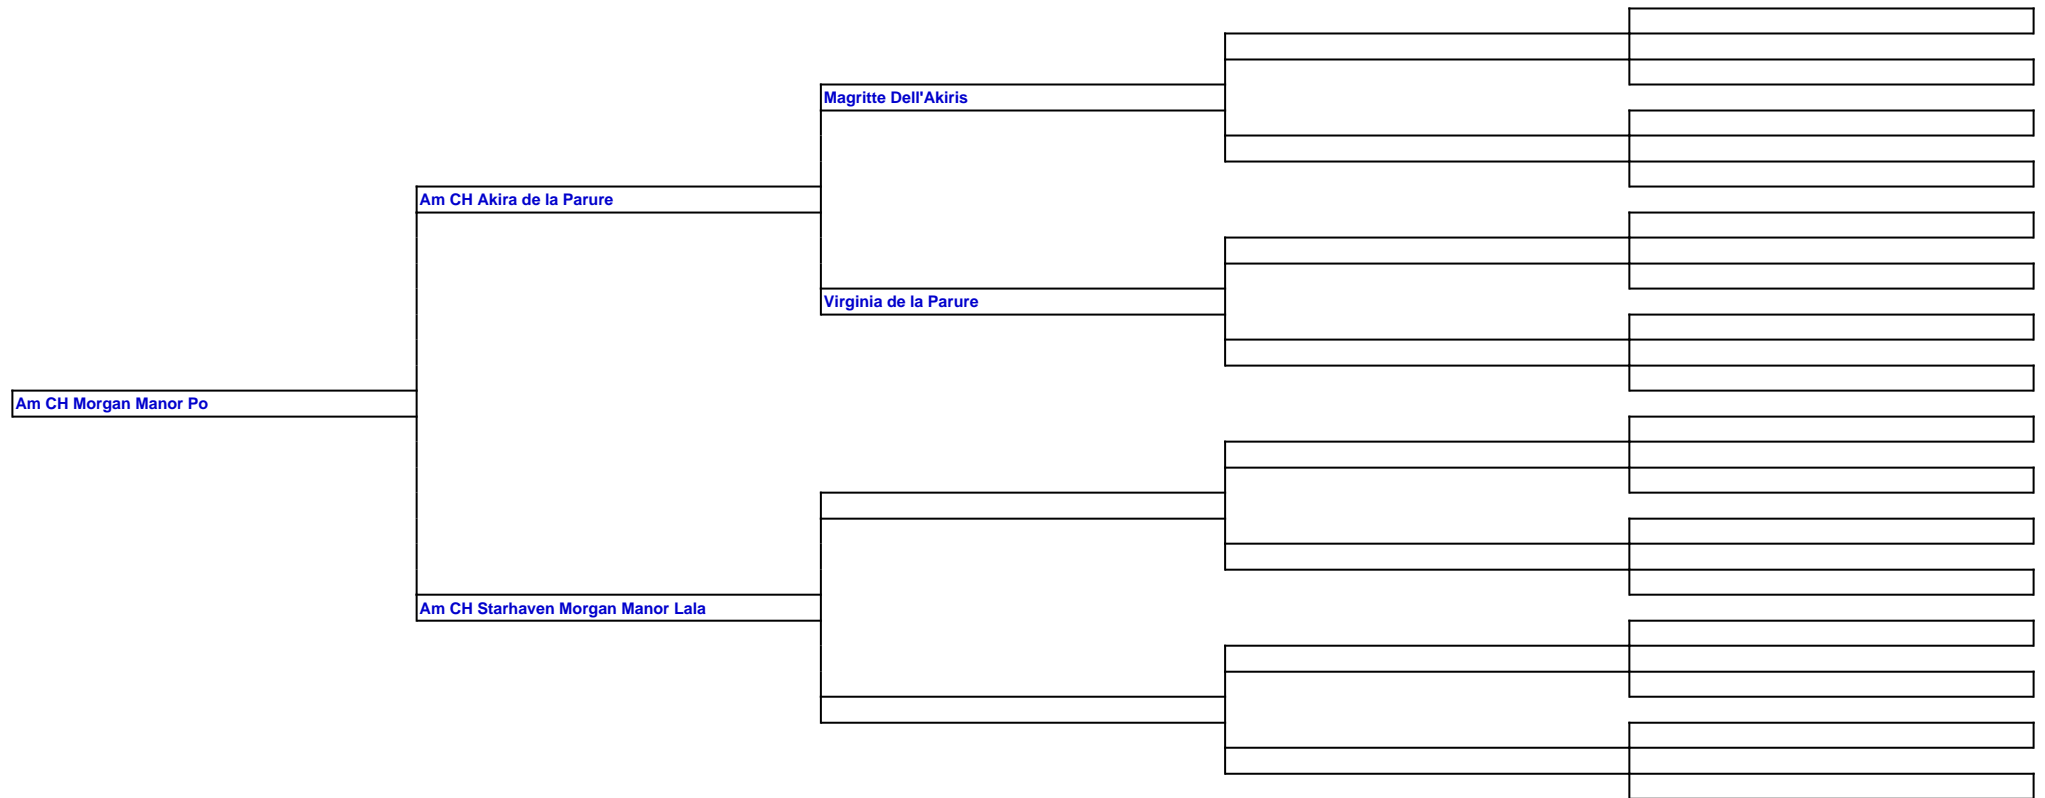 Magritte Dell'Akiris
Am CH Akira de la Parure
Virginia de la Parure
Am CH Morgan Manor Po
Am CH Starhaven Morgan Manor Lala